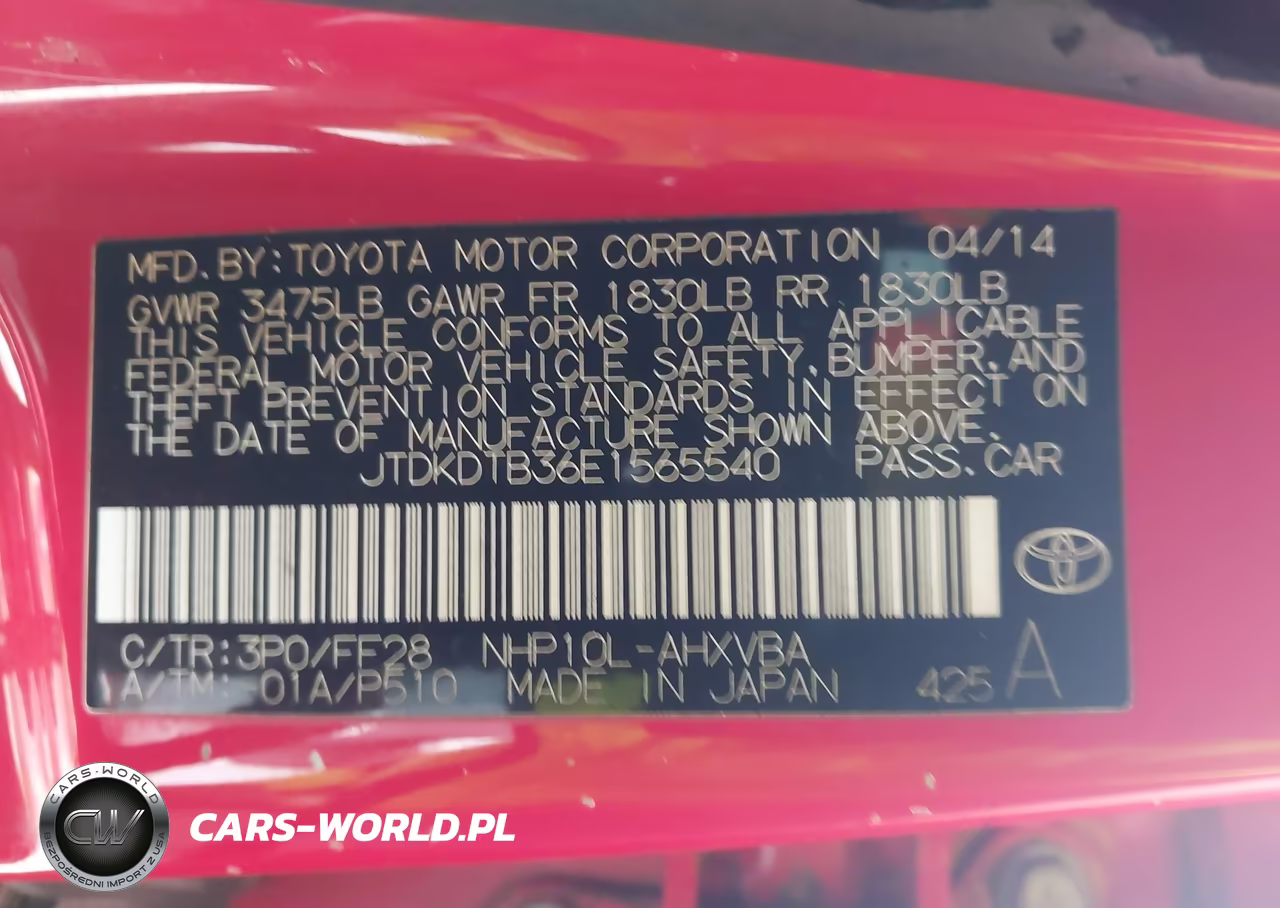 MFD.BY:TOYOTA MOTOR CORPORATION 04/14
GVWR 3475LB GAWR FR 1830LB RR 1830LB
THIS VEHICLE CONFORMS TO ALL APPLICABLE
FEDERAL MOTOR VEHICLE SAFETY,BUMPER,AND
THEFT PREVENTION STANDARDS IN EFFECT ON
THE DATE OF MANUFACTURE SHOWN ABOVE.
JTDKDTB36E1565540 PASS.CAR
C/TR:3P0/FF28 NHP10L-AHXVBA A
A/TM:-01A/P510 MADE IN JAPAN 425
CARS-WORLD
CW
BEZPOŚREDNI IMPORT Z USA
CARS-WORLD.PL